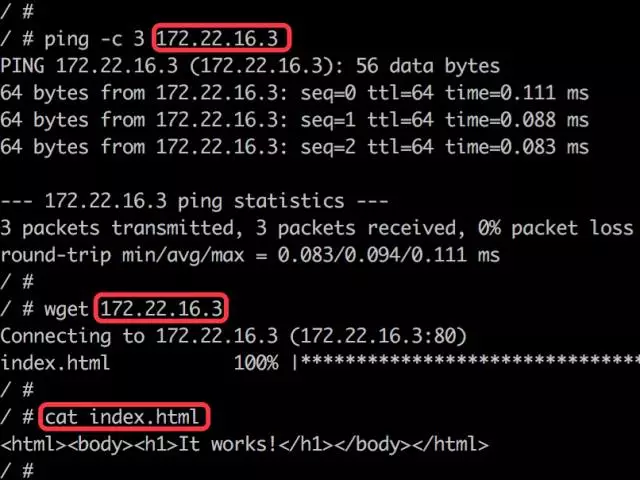 / #
/ # ping -c 3 172.22.16.3
PING 172.22.16.3 (172.22.16.3): 56 data bytes
64 bytes from 172.22.16.3: seq=0 ttl=64 time=0.111 ms
64 bytes from 172.22.16.3: seq=1 ttl=64 time=0.088 ms
64 bytes from 172.22.16.3: seq=2 ttl=64 time=0.083 ms
--- 172.22.16.3 ping statistics ---
3 packets transmitted, 3 packets received, 0% packet loss
round-trip min/avg/max = 0.083/0.094/0.111 ms
/ #
/ # wget 172.22.16.3
Connecting to 172.22.16.3 (172.22.16.3:80)
index.html 100% |*******************************
/ #
/ # cat index.html
<html><body><h1>It works!</h1></body></html>
/ #